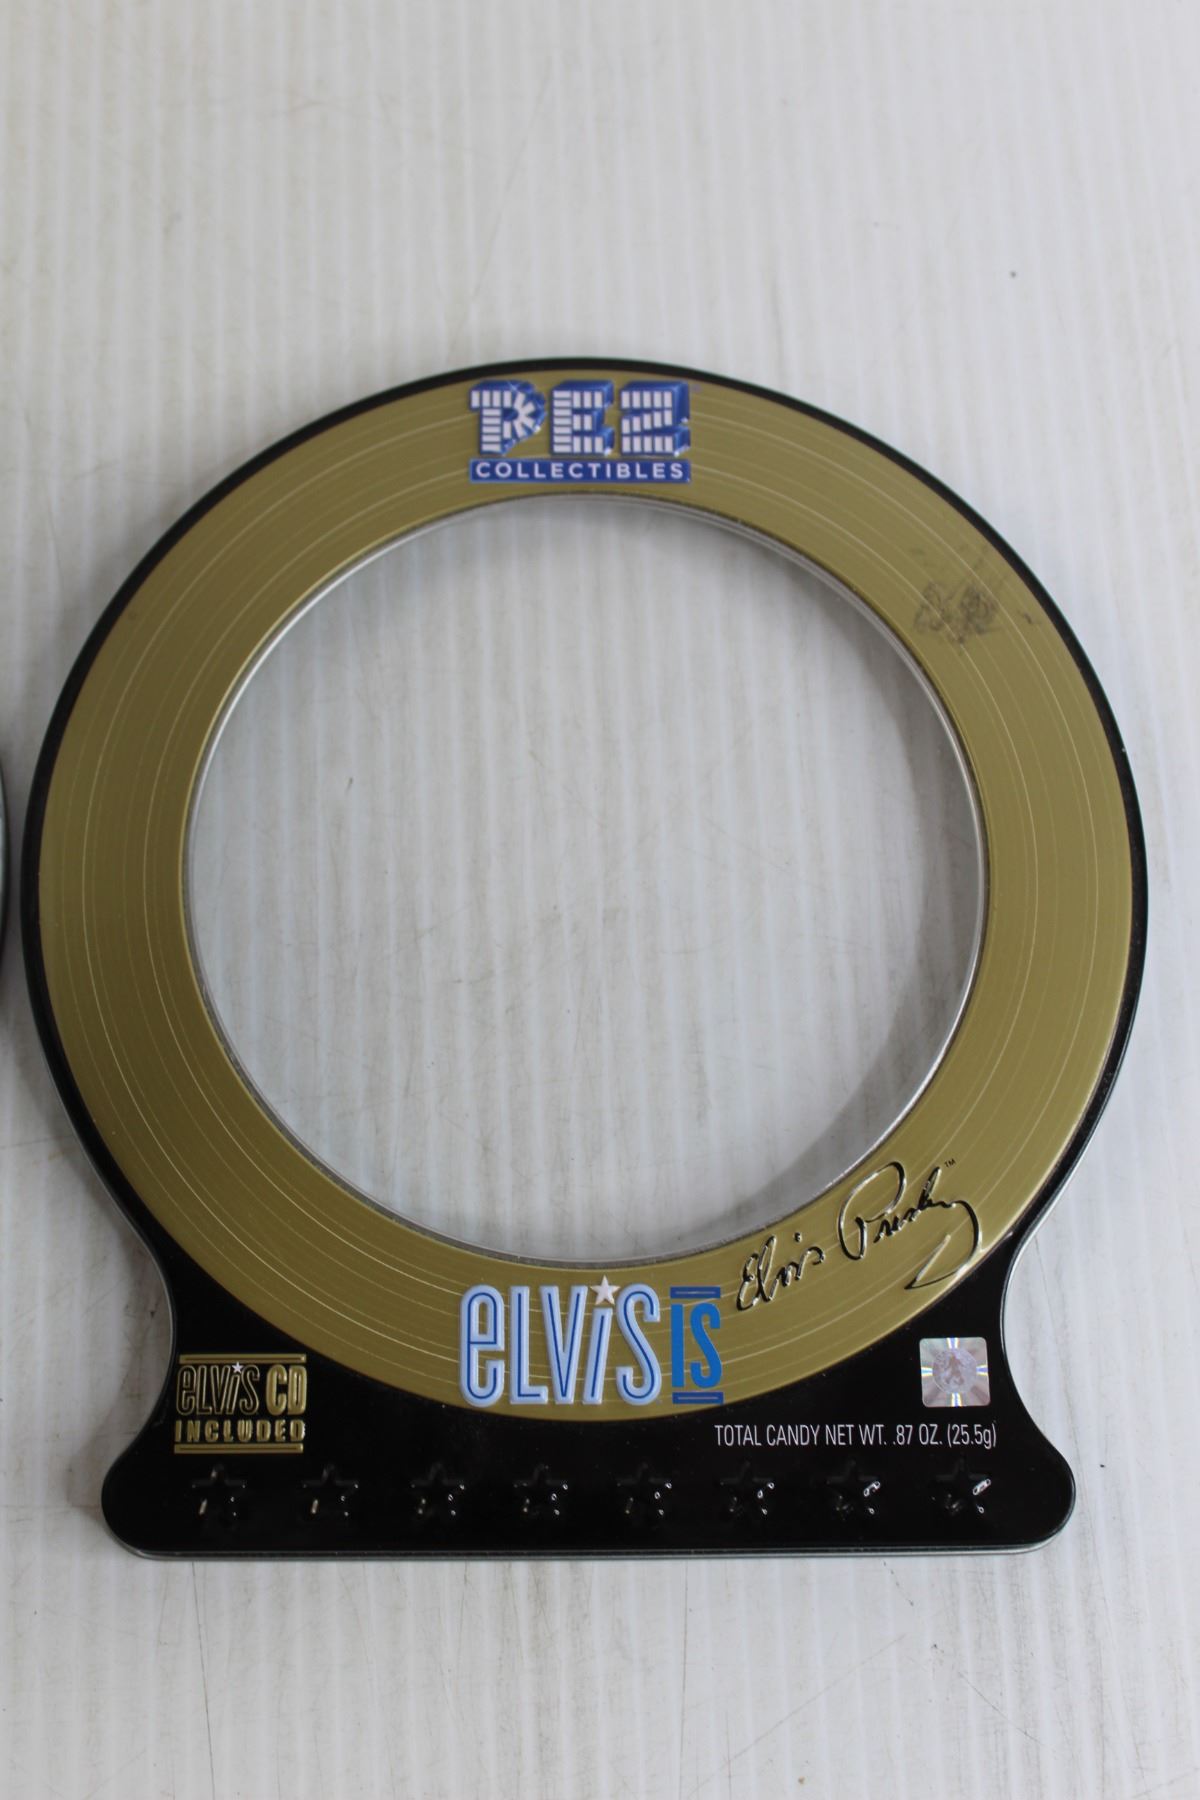 PEZ
COLLECTIBLES
Elvis Presley™
ELViS IS
ELViS CD
INCLUDED
TOTAL CANDY NET WT. .87 OZ. (25.5g)